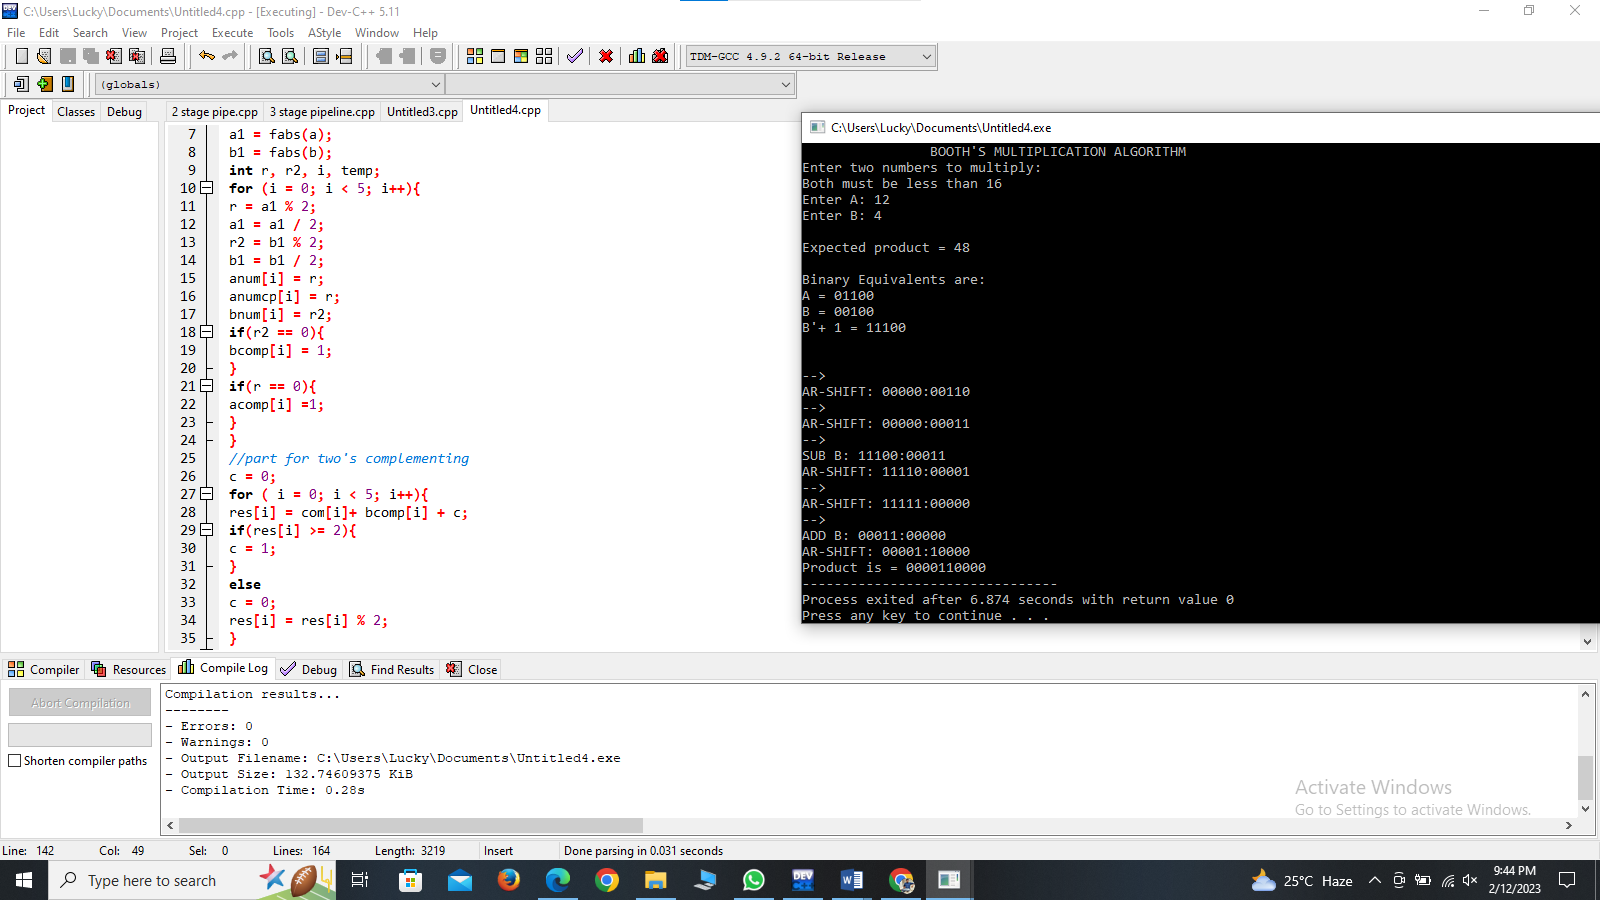 C:\Users\Lucky\Documents\Untitled4.cpp - [Executing] - Dev-C++ 5.11
File Edit Search View Project Execute Tools AStyle Window Help
TDM-GCC 4.9.2 64-bit Release
(globals)
Project Classes Debug
2 stage pipe.cpp 3 stage pipeline.cpp Untitled3.cpp Untitled4.cpp
7 a1 = fabs(a);
8 b1 = fabs(b);
9 int r, r2, i, temp;
10 for (i = 0; i < 5; i++){
11 r = a1 % 2;
12 a1 = a1 / 2;
13 r2 = b1 % 2;
14 b1 = b1 / 2;
15 anum[i] = r;
16 anumcp[i] = r;
17 bnum[i] = r2;
18 if(r2 == 0){
19 bcomp[i] = 1;
20 }
21 if(r == 0){
22 acomp[i] =1;
23 }
24 }
25 //part for two's complementing
26 c = 0;
27 for ( i = 0; i < 5; i++){
28 res[i] = com[i]+ bcomp[i] + c;
29 if(res[i] >= 2){
30 c = 1;
31 }
32 else
33 c = 0;
34 res[i] = res[i] % 2;
35 }
C:\Users\Lucky\Documents\Untitled4.exe
BOOTH'S MULTIPLICATION ALGORITHM
Enter two numbers to multiply:
Both must be less than 16
Enter A: 12
Enter B: 4
Expected product = 48
Binary Equivalents are:
A = 01100
B = 00100
B'+ 1 = 11100
-->
AR-SHIFT: 00000:00110
-->
AR-SHIFT: 00000:00011
-->
SUB B: 11100:00011
AR-SHIFT: 11110:00001
-->
AR-SHIFT: 11111:00000
-->
ADD B: 00011:00000
AR-SHIFT: 00001:10000
Product is = 0000110000
--------------------------------
Process exited after 6.874 seconds with return value 0
Press any key to continue . . .
Compiler Resources Compile Log Debug Find Results Close
Abort Compilation
Shorten compiler paths
Compilation results...
--------
- Errors: 0
- Warnings: 0
- Output Filename: C:\Users\Lucky\Documents\Untitled4.exe
- Output Size: 132.74609375 KiB
- Compilation Time: 0.28s
Activate Windows
Go to Settings to activate Windows.
Line: 142 Col: 49 Sel: 0 Lines: 164 Length: 3219 Insert Done parsing in 0.031 seconds
Type here to search
25°C Haze
9:44 PM
2/12/2023